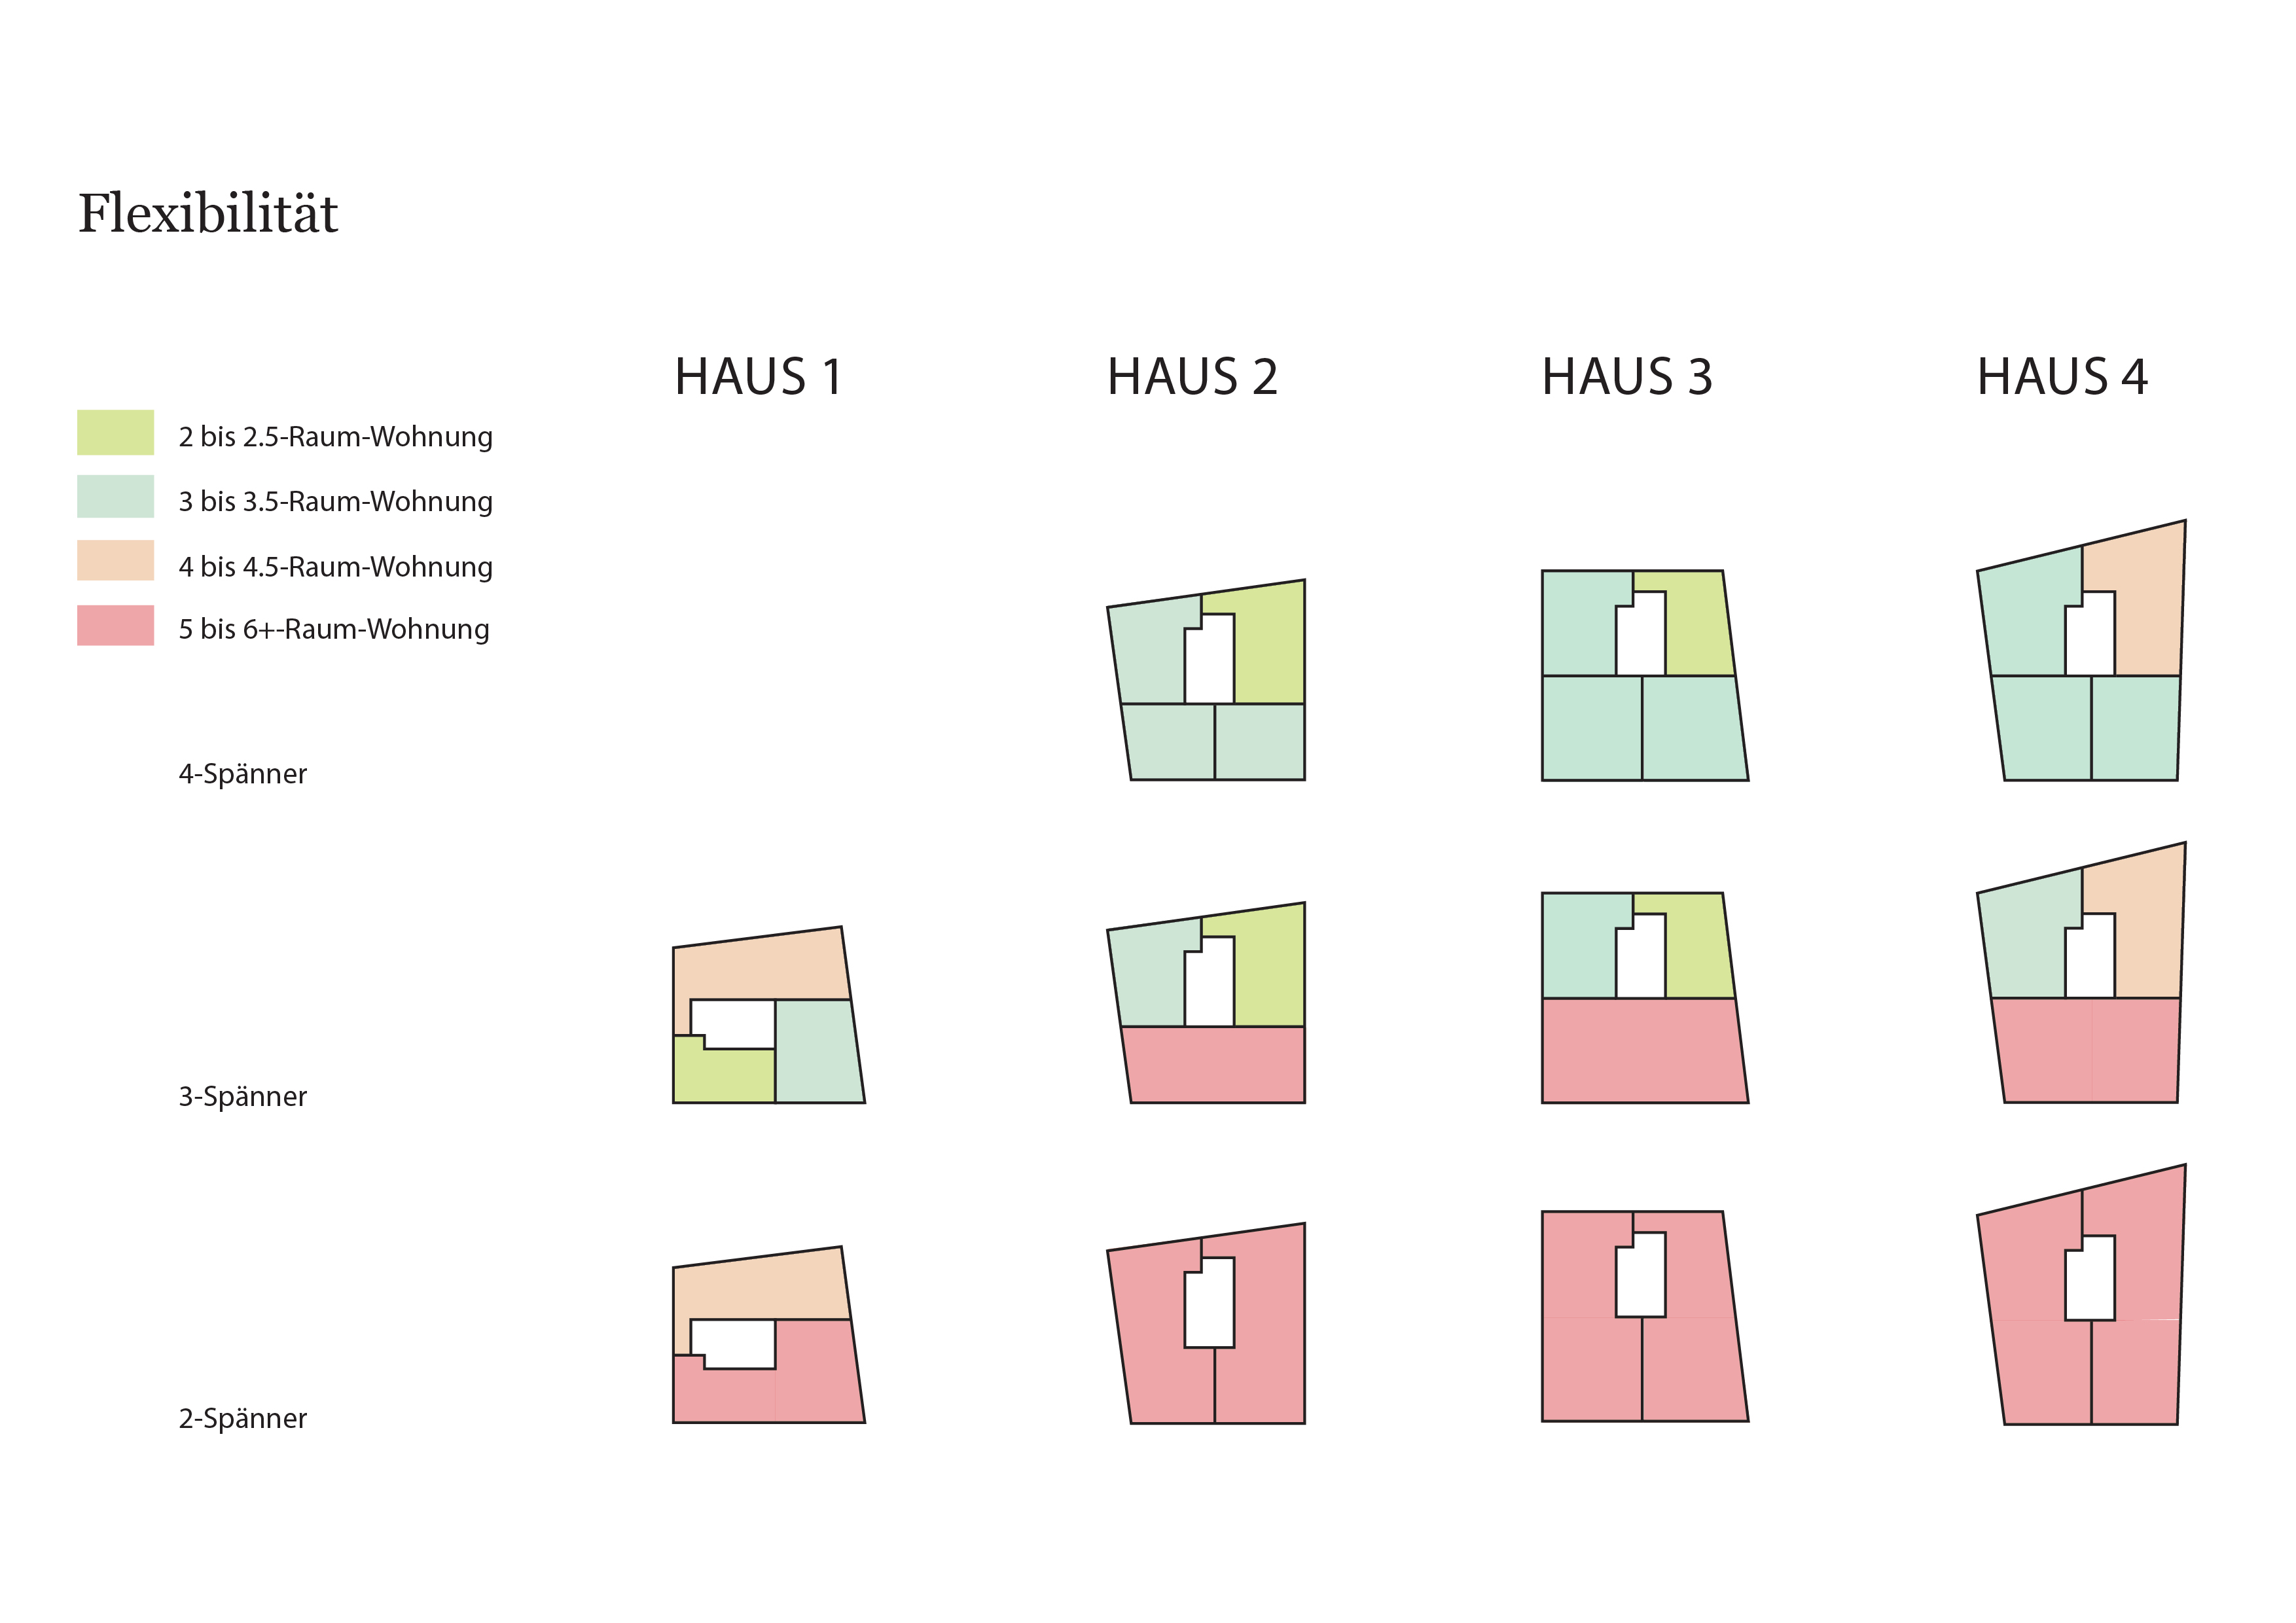 Flexibilität
HAUS 1
HAUS 2
HAUS 3
HAUS 4
2 bis 2.5-Raum-Wohnung
3 bis 3.5-Raum-Wohnung
4 bis 4.5-Raum-Wohnung
5 bis 6+-Raum-Wohnung
4-Spänner
3-Spänner
2-Spänner